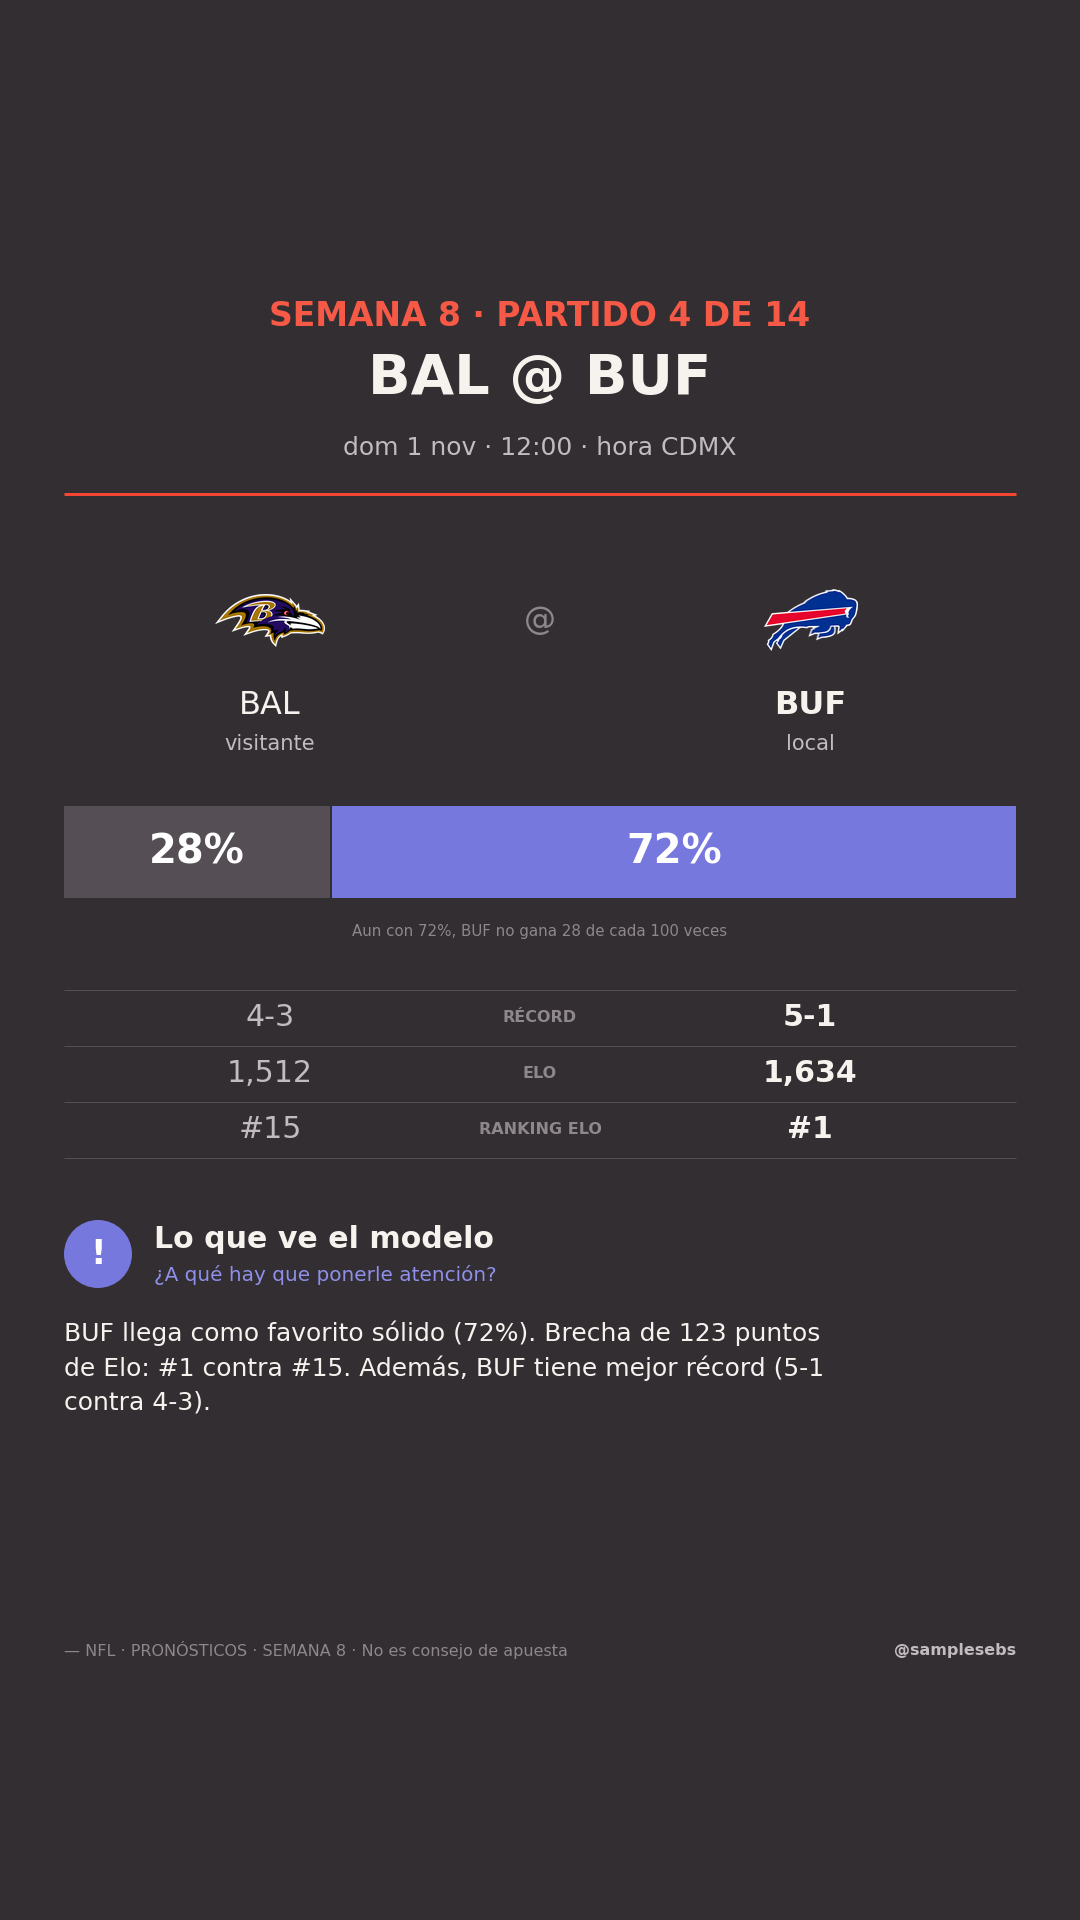 SEMANA 8 · PARTIDO 4 DE 14
BAL @ BUF
dom 1 nov · 12:00 · hora CDMX
B
@
BAL
BUF
visitante
local
28%
72%
Aun con 72%, BUF no gana 28 de cada 100 veces
4-3 RÉCORD 5-1
1,512 ELO 1,634
#15 RANKING ELO #1
!
Lo que ve el modelo
¿A qué hay que ponerle atención?
BUF llega como favorito sólido (72%). Brecha de 123 puntos
de Elo: #1 contra #15. Además, BUF tiene mejor récord (5-1
contra 4-3).
— NFL · PRONÓSTICOS · SEMANA 8 · No es consejo de apuesta
@samplesebs